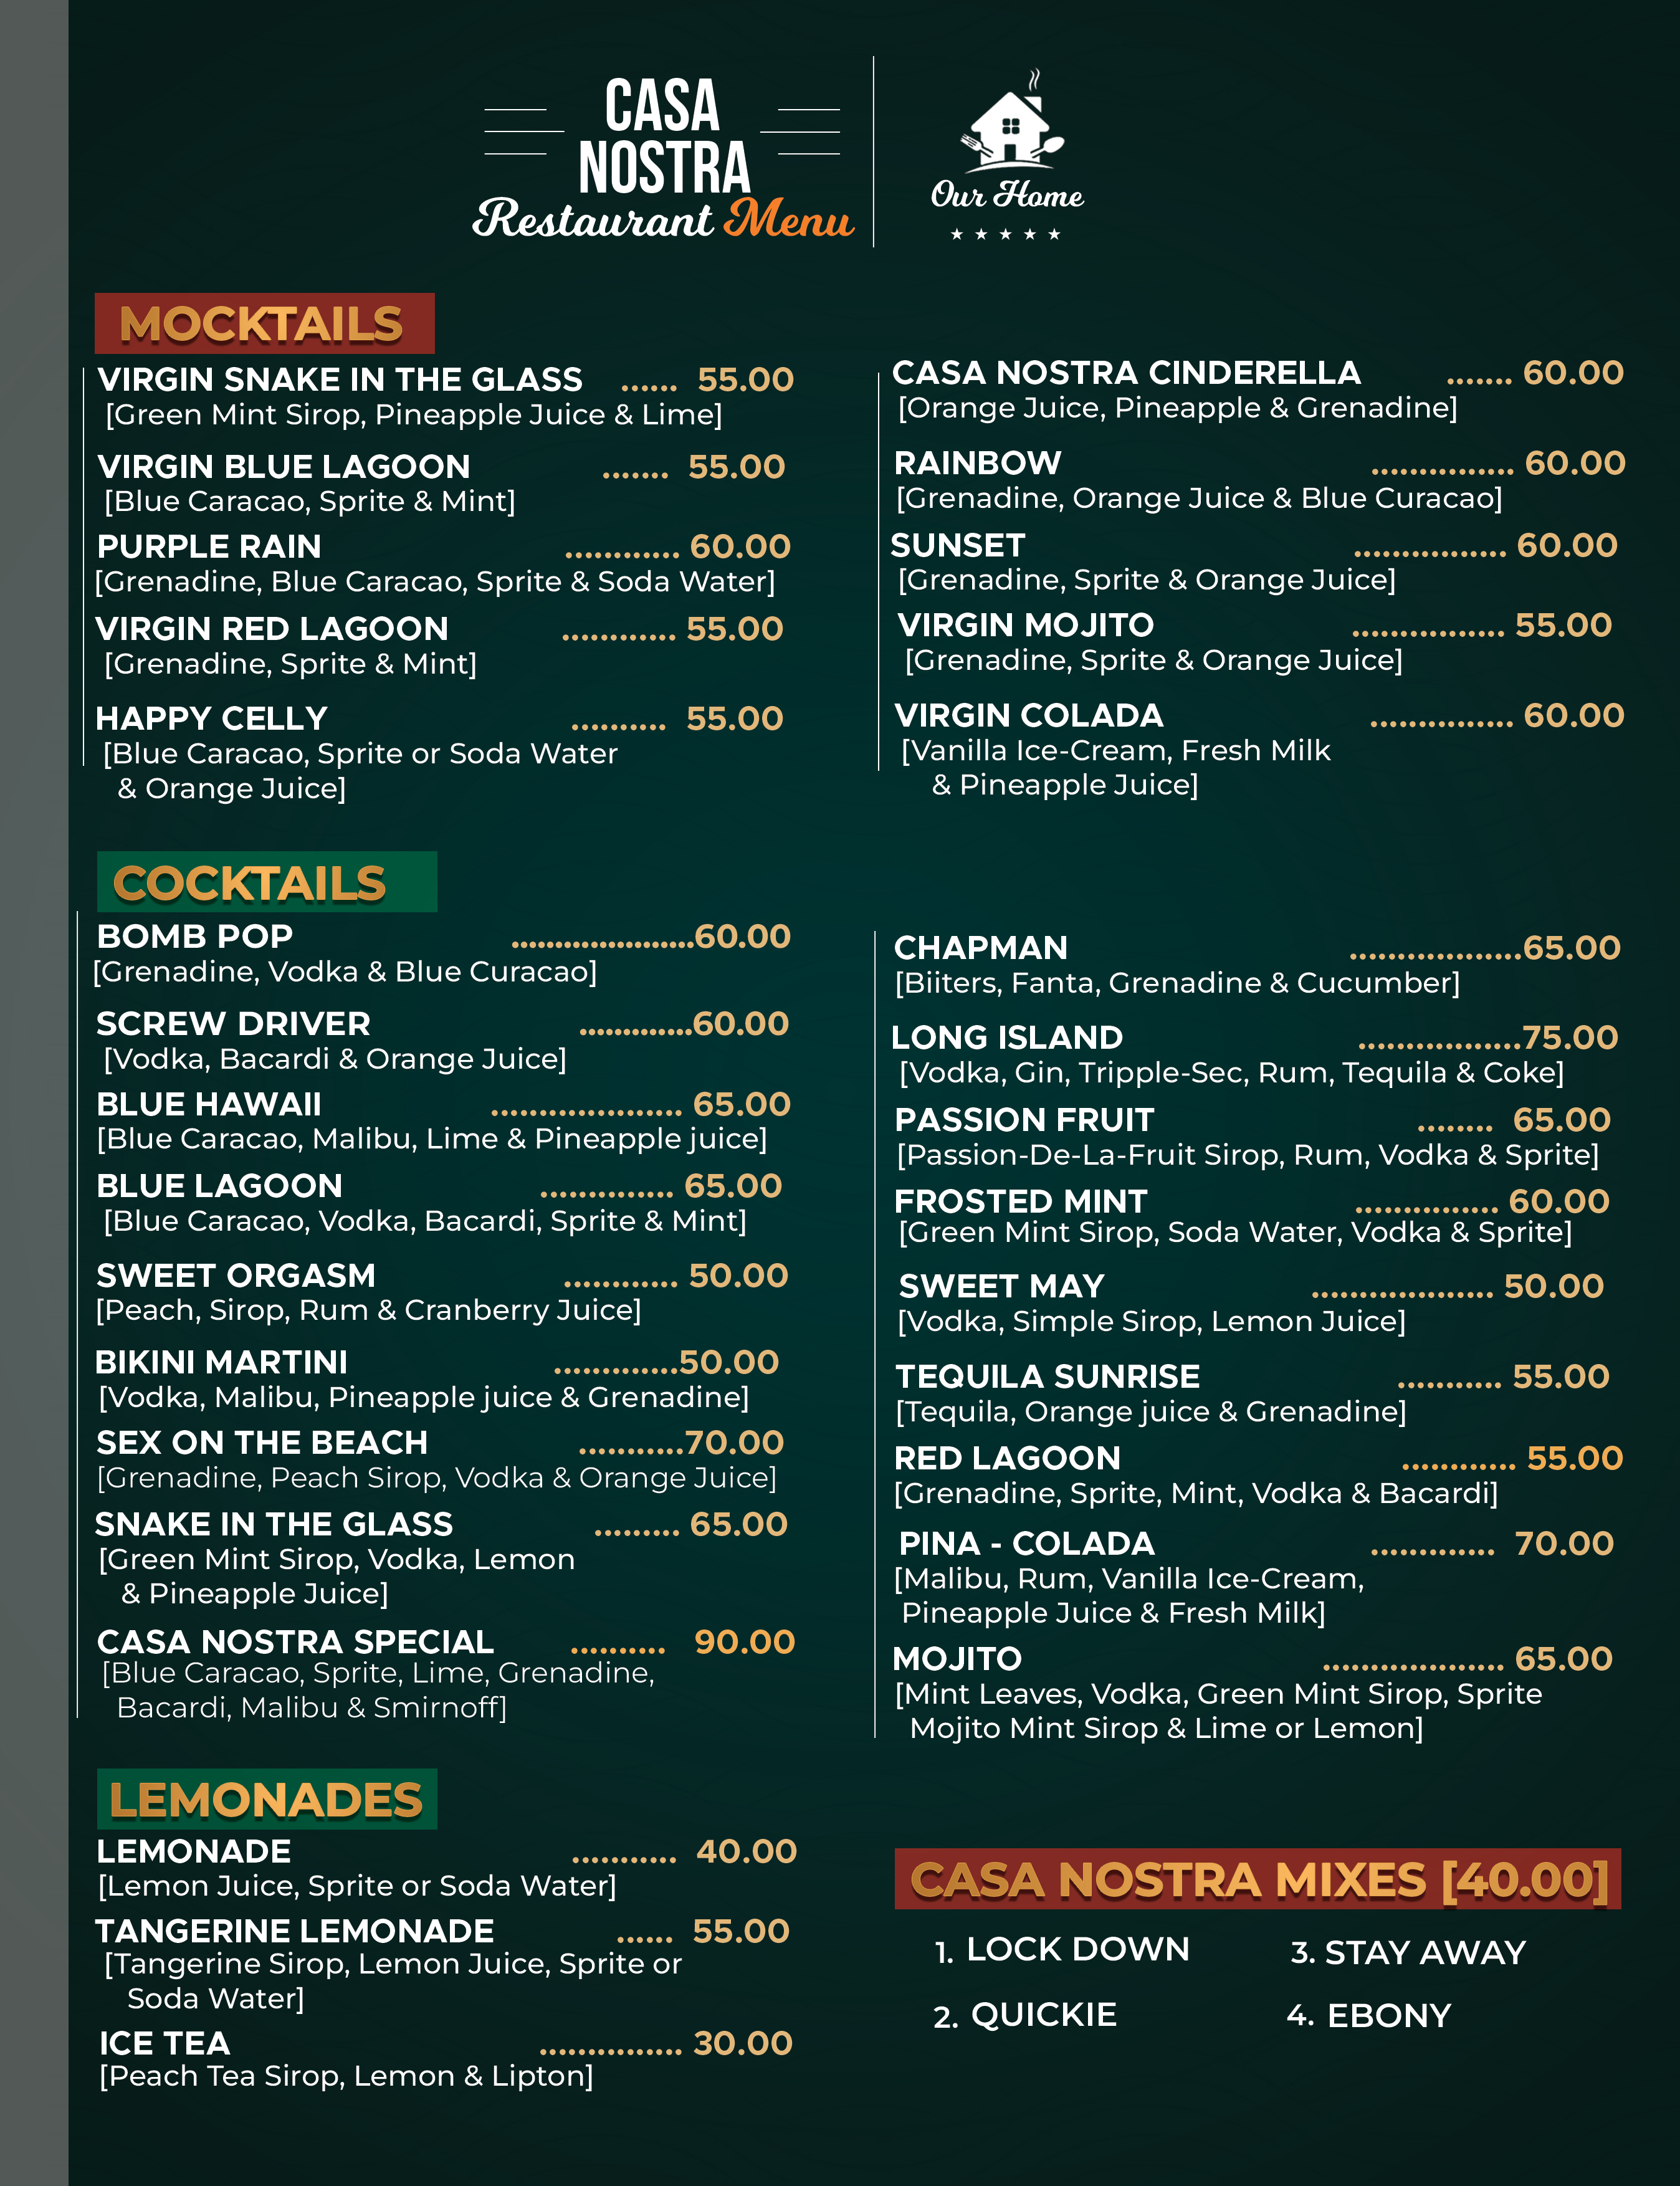 CASA
NOSTRA
Restaurant Menu
Our Home
MOCKTAILS
VIRGIN SNAKE IN THE GLASS ...... 55.00
[Green Mint Sirop, Pineapple Juice & Lime]
VIRGIN BLUE LAGOON ....... 55.00
[Blue Caracao, Sprite & Mint]
PURPLE RAIN ............ 60.00
[Grenadine, Blue Caracao, Sprite & Soda Water]
VIRGIN RED LAGOON ............ 55.00
[Grenadine, Sprite & Mint]
HAPPY CELLY .......... 55.00
[Blue Caracao, Sprite or Soda Water
& Orange Juice]
CASA NOSTRA CINDERELLA ....... 60.00
[Orange Juice, Pineapple & Grenadine]
RAINBOW ............... 60.00
[Grenadine, Orange Juice & Blue Curacao]
SUNSET ................ 60.00
[Grenadine, Sprite & Orange Juice]
VIRGIN MOJITO ................ 55.00
[Grenadine, Sprite & Orange Juice]
VIRGIN COLADA ............... 60.00
[Vanilla Ice-Cream, Fresh Milk
& Pineapple Juice]
COCKTAILS
BOMB POP .....................60.00
[Grenadine, Vodka & Blue Curacao]
SCREW DRIVER .............60.00
[Vodka, Bacardi & Orange Juice]
BLUE HAWAII .................... 65.00
[Blue Caracao, Malibu, Lime & Pineapple juice]
BLUE LAGOON .............. 65.00
[Blue Caracao, Vodka, Bacardi, Sprite & Mint]
SWEET ORGASM ............ 50.00
[Peach, Sirop, Rum & Cranberry Juice]
BIKINI MARTINI .............50.00
[Vodka, Malibu, Pineapple juice & Grenadine]
SEX ON THE BEACH ...........70.00
[Grenadine, Peach Sirop, Vodka & Orange Juice]
SNAKE IN THE GLASS ......... 65.00
[Green Mint Sirop, Vodka, Lemon
& Pineapple Juice]
CASA NOSTRA SPECIAL .......... 90.00
[Blue Caracao, Sprite, Lime, Grenadine,
Bacardi, Malibu & Smirnoff]
CHAPMAN ..................65.00
[Biiters, Fanta, Grenadine & Cucumber]
LONG ISLAND .................75.00
[Vodka, Gin, Tripple-Sec, Rum, Tequila & Coke]
PASSION FRUIT ........ 65.00
[Passion-De-La-Fruit Sirop, Rum, Vodka & Sprite]
FROSTED MINT ............... 60.00
[Green Mint Sirop, Soda Water, Vodka & Sprite]
SWEET MAY ................... 50.00
[Vodka, Simple Sirop, Lemon Juice]
TEQUILA SUNRISE ........... 55.00
[Tequila, Orange juice & Grenadine]
RED LAGOON ............ 55.00
[Grenadine, Sprite, Mint, Vodka & Bacardi]
PINA - COLADA ............. 70.00
[Malibu, Rum, Vanilla Ice-Cream,
Pineapple Juice & Fresh Milk]
MOJITO ................... 65.00
[Mint Leaves, Vodka, Green Mint Sirop, Sprite
Mojito Mint Sirop & Lime or Lemon]
LEMONADES
LEMONADE ........... 40.00
[Lemon Juice, Sprite or Soda Water]
TANGERINE LEMONADE ...... 55.00
[Tangerine Sirop, Lemon Juice, Sprite or
Soda Water]
ICE TEA ............... 30.00
[Peach Tea Sirop, Lemon & Lipton]
CASA NOSTRA MIXES [40.00]
1. LOCK DOWN
2. QUICKIE
3. STAY AWAY
4. EBONY